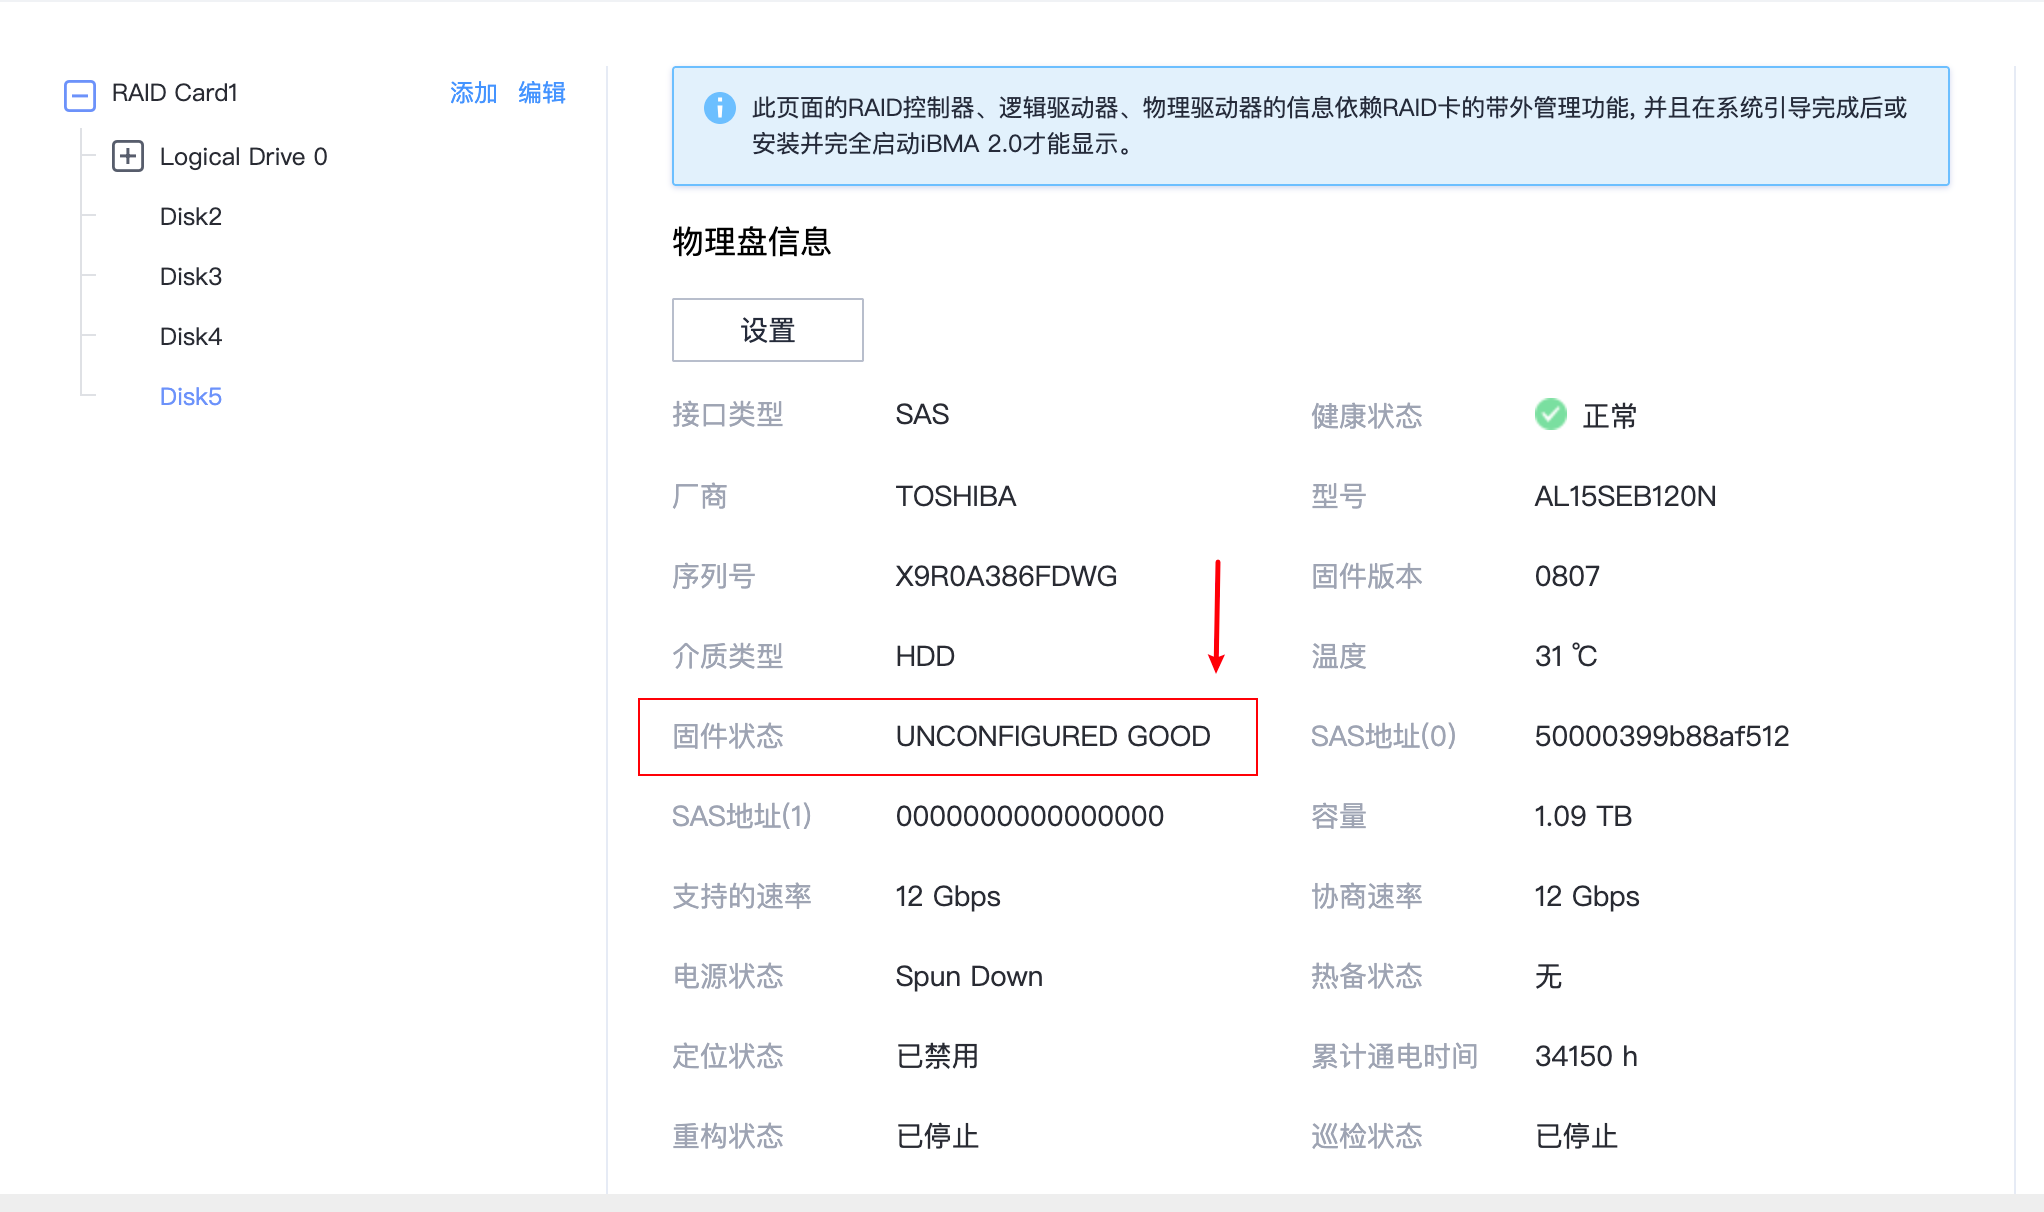 RAID Card1
添加 编辑
Logical Drive 0
Disk2
Disk3
Disk4
Disk5
此页面的RAID控制器、逻辑驱动器、物理驱动器的信息依赖RAID卡的带外管理功能, 并且在系统引导完成后或
安装并完全启动iBMA 2.0才能显示。
物理盘信息
设置
接口类型 SAS 健康状态 正常
厂商 TOSHIBA 型号 AL15SEB120N
序列号 X9R0A386FDWG 固件版本 0807
介质类型 HDD 温度 31 ℃
固件状态 UNCONFIGURED GOOD SAS地址(0) 50000399b88af512
SAS地址(1) 0000000000000000 容量 1.09 TB
支持的速率 12 Gbps 协商速率 12 Gbps
电源状态 Spun Down 热备状态 无
定位状态 已禁用 累计通电时间 34150 h
重构状态 已停止 巡检状态 已停止